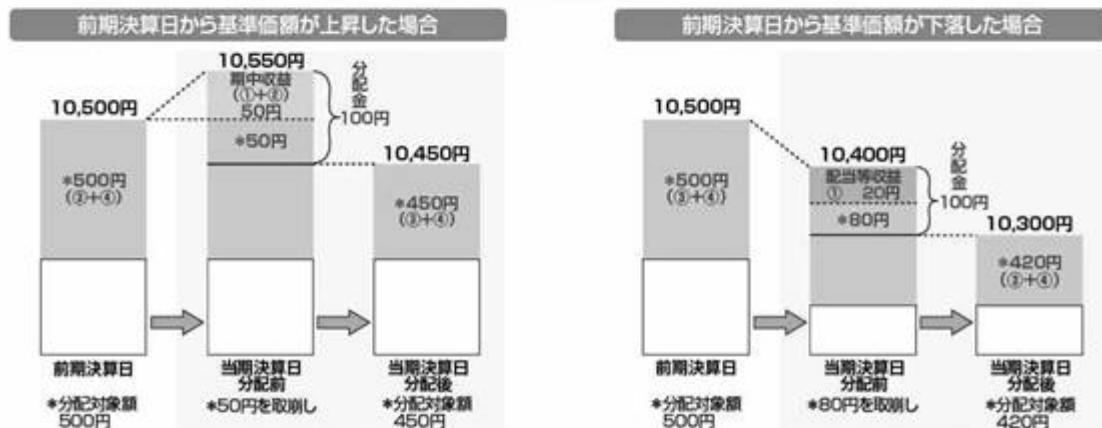 前期決算日から基準価額が上昇した場合
10,550円
期中収益
(①+②)
50円
*50円
分配金
100円
10,500円
*500円
(③+④)
10,450円
*450円
(③+④)
前期決算日
当期決算日
分配前
当期決算日
分配後
*分配対象額
500円
*50円を取崩し
*分配対象額
450円
前期決算日から基準価額が下落した場合
10,500円
*500円
(③+④)
10,400円
配当等収益
① 20円
*80円
分配金
100円
10,300円
*420円
(③+④)
前期決算日
当期決算日
分配前
当期決算日
分配後
*分配対象額
500円
*80円を取崩し
*分配対象額
420円